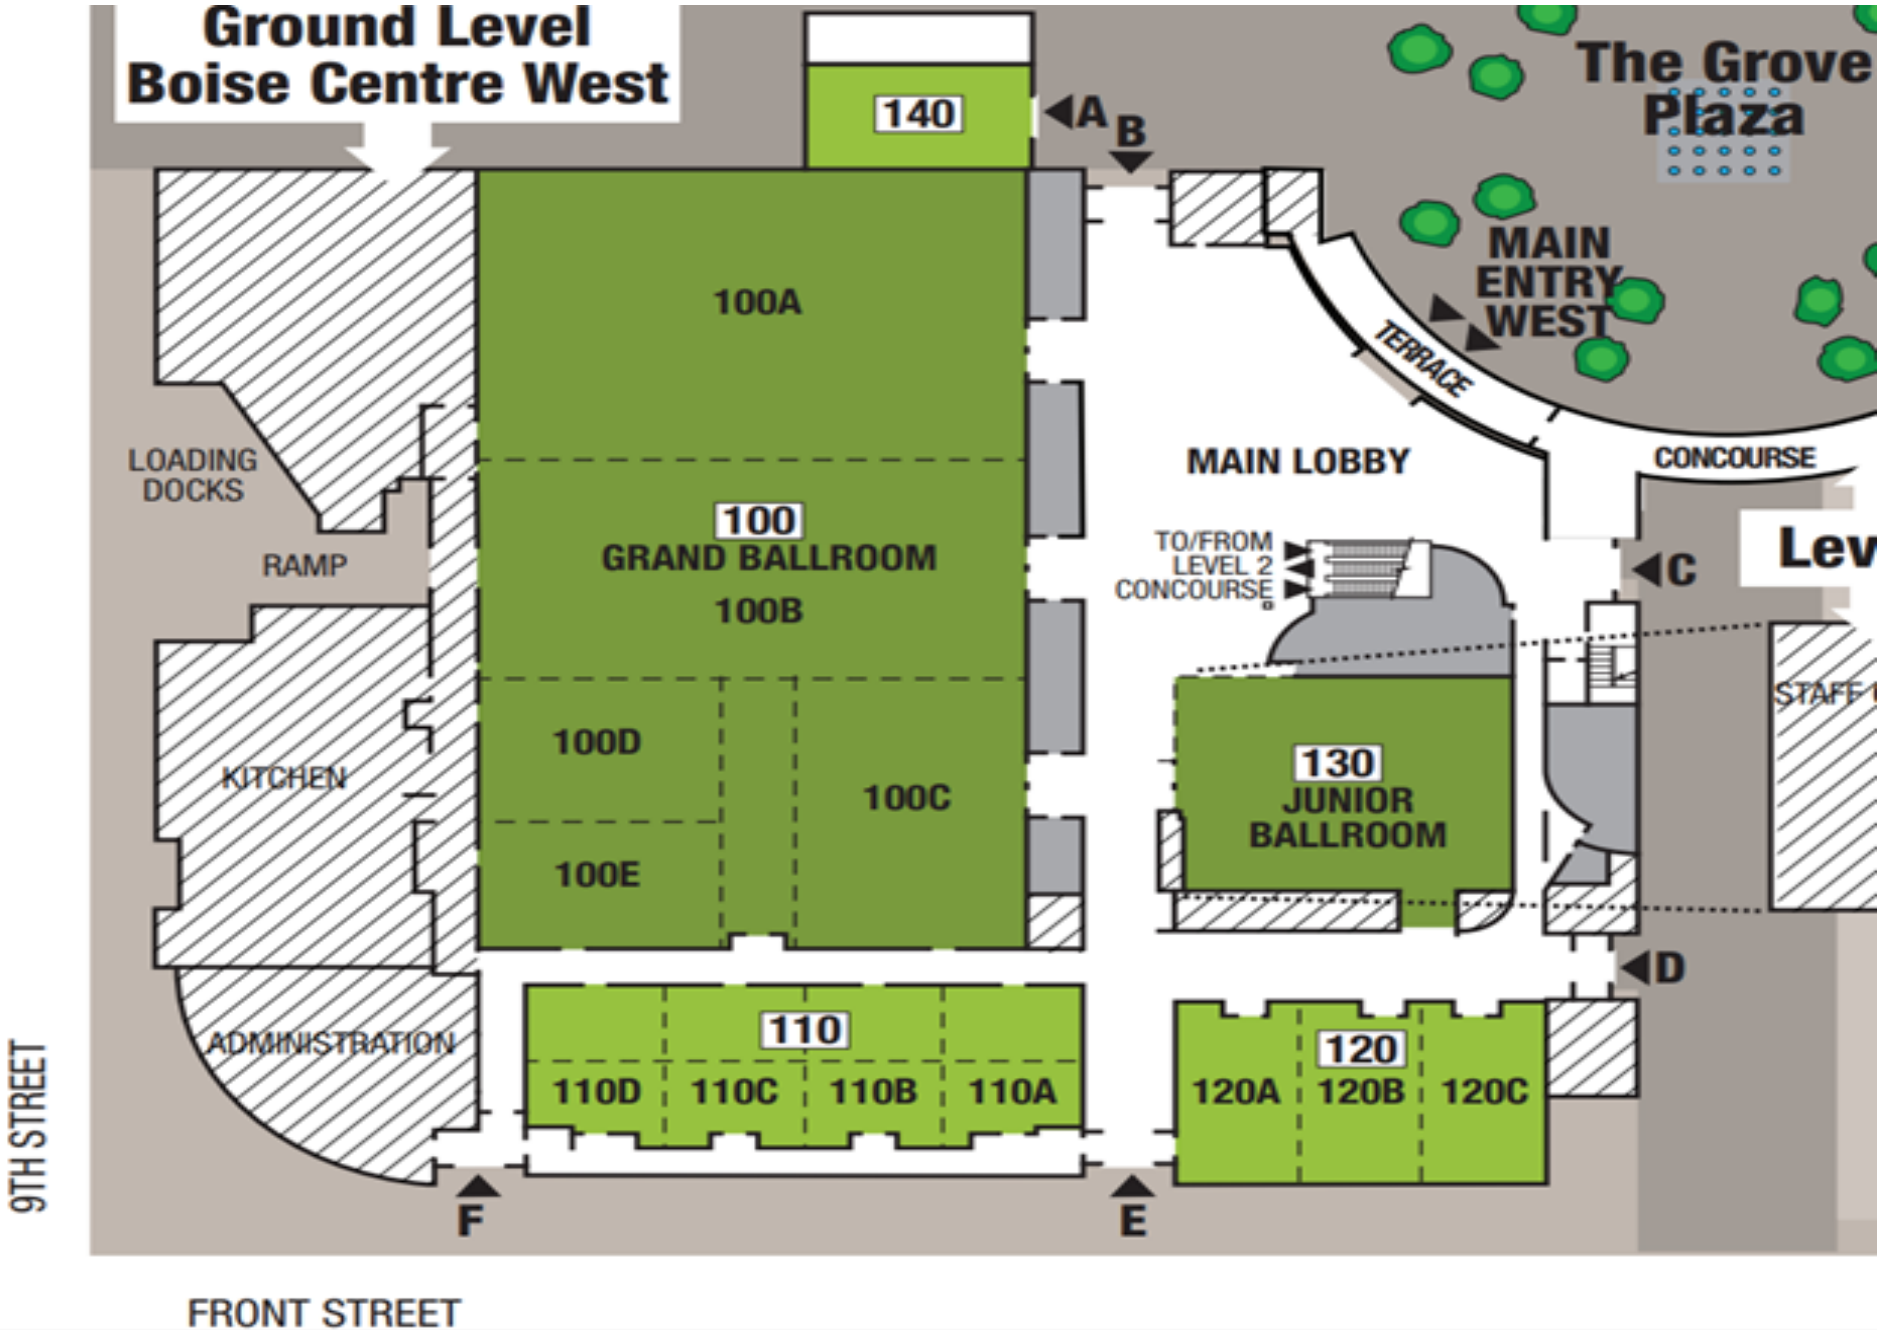 Ground Level
Boise Centre West
The Grove
Plaza
140
A
B
MAIN
ENTRY
WEST
100A
TERRACE
CONCOURSE
LOADING
DOCKS
MAIN LOBBY
100
GRAND BALLROOM
TO/FROM
LEVEL 2
CONCOURSE
Lev
C
RAMP
100B
STAFF
100D
130
JUNIOR
BALLROOM
KITCHEN
100C
100E
D
ADMINISTRATION
110
120
110D
110C
110B
110A
120A
120B
120C
9TH STREET
F
E
FRONT STREET